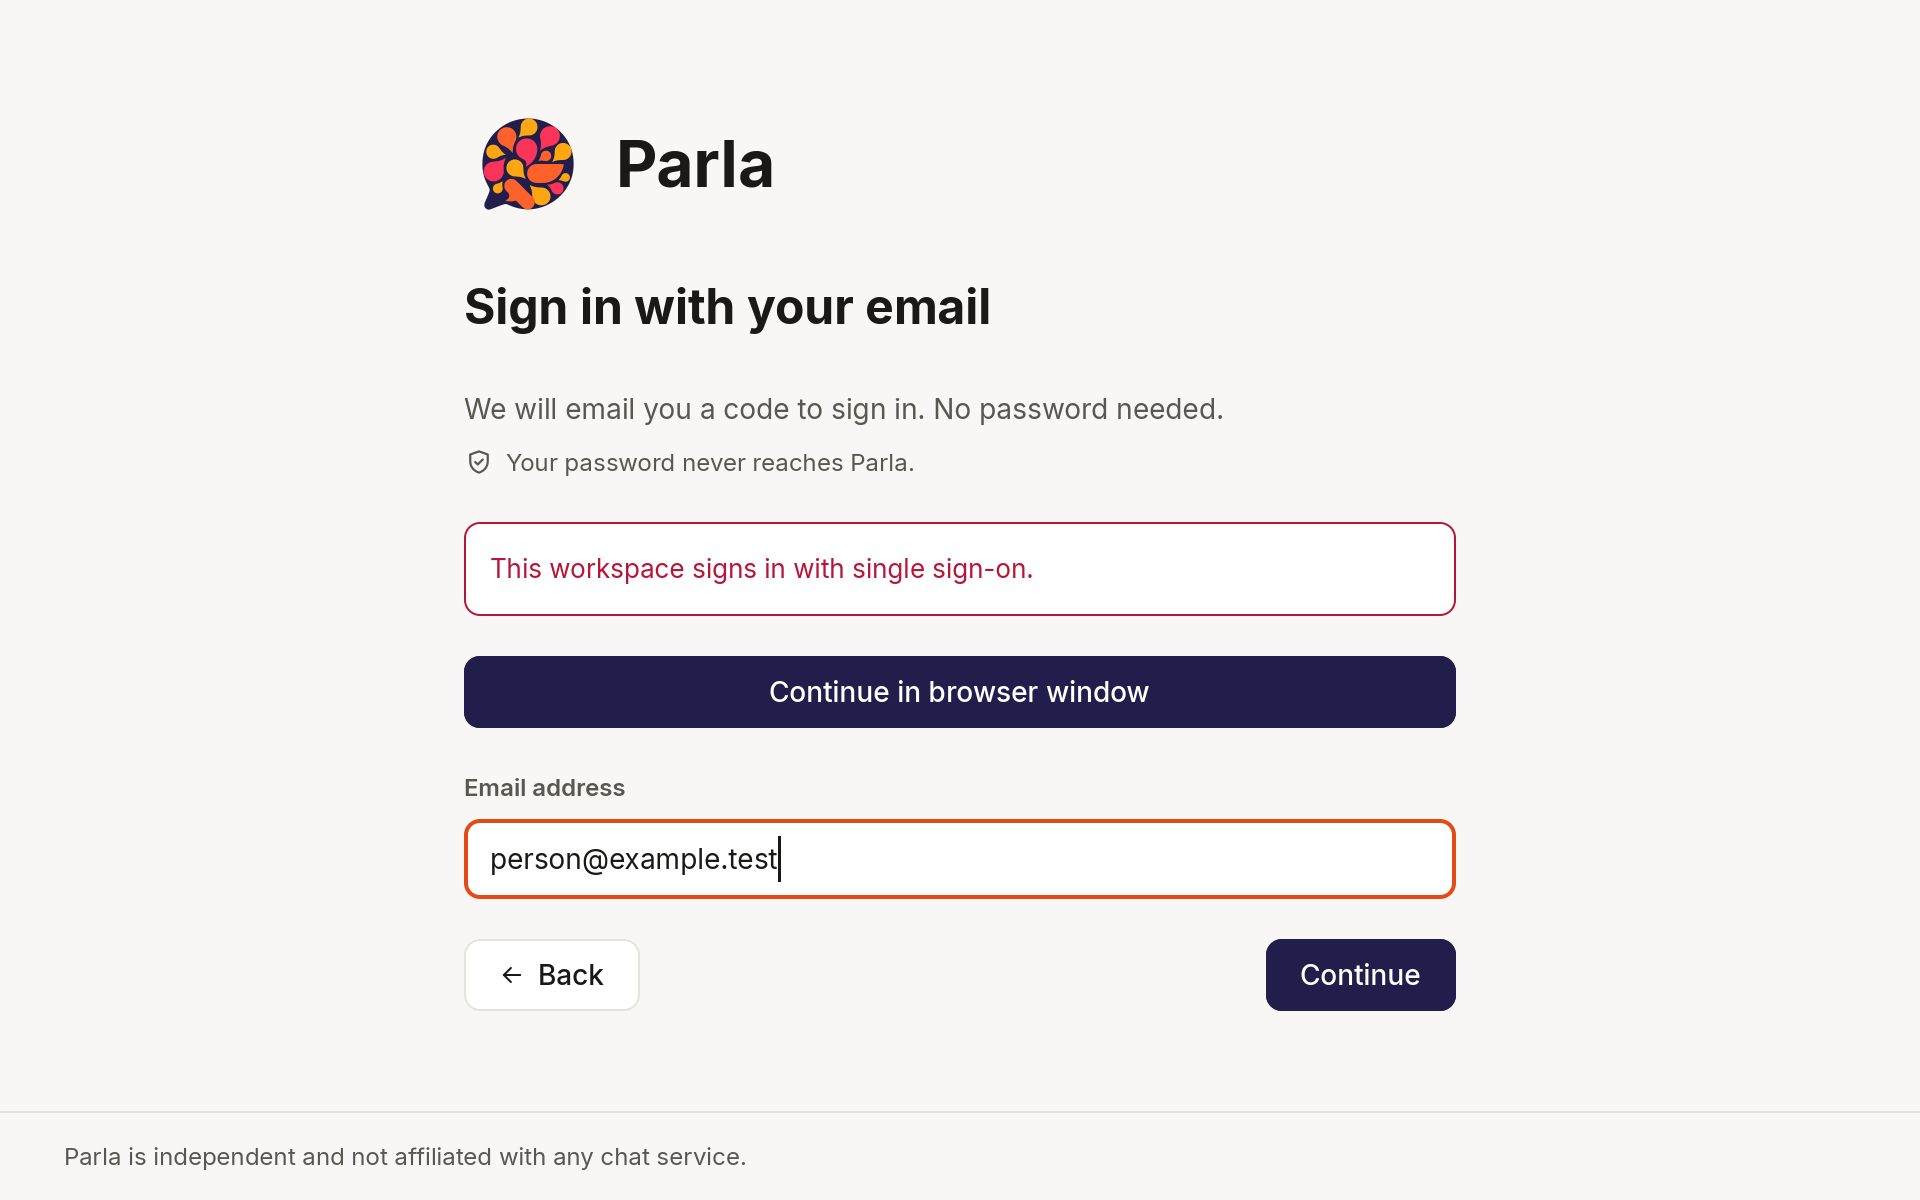 Parla
Sign in with your email
We will email you a code to sign in. No password needed.
Your password never reaches Parla.
This workspace signs in with single sign-on.
Continue in browser window
Email address
person@example.test
Back
Continue
Parla is independent and not affiliated with any chat service.